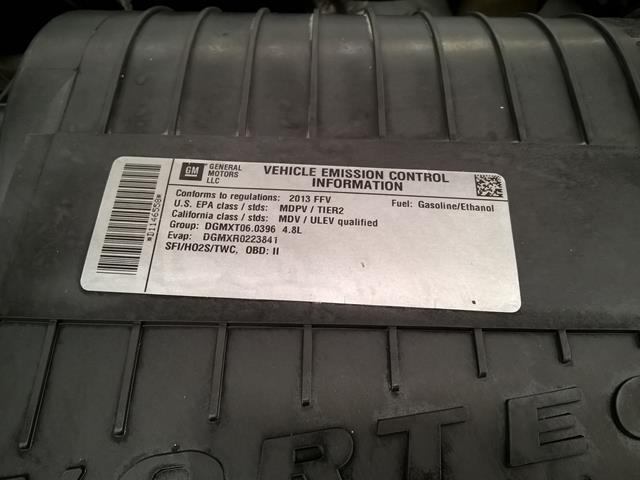 GM GENERAL MOTORS LLC
VEHICLE EMISSION CONTROL INFORMATION
Conforms to regulations: 2013 FFV Fuel: Gasoline/Ethanol
U.S. EPA class / stds: MDPV / TIER2
California class / stds: MDV / ULEV qualified
Group: DGMXT06.0396 4.8L
Evap: DGMXR0223841
SFI/HO2S/TWC, OBD: II
*D1146558*
VORTEC